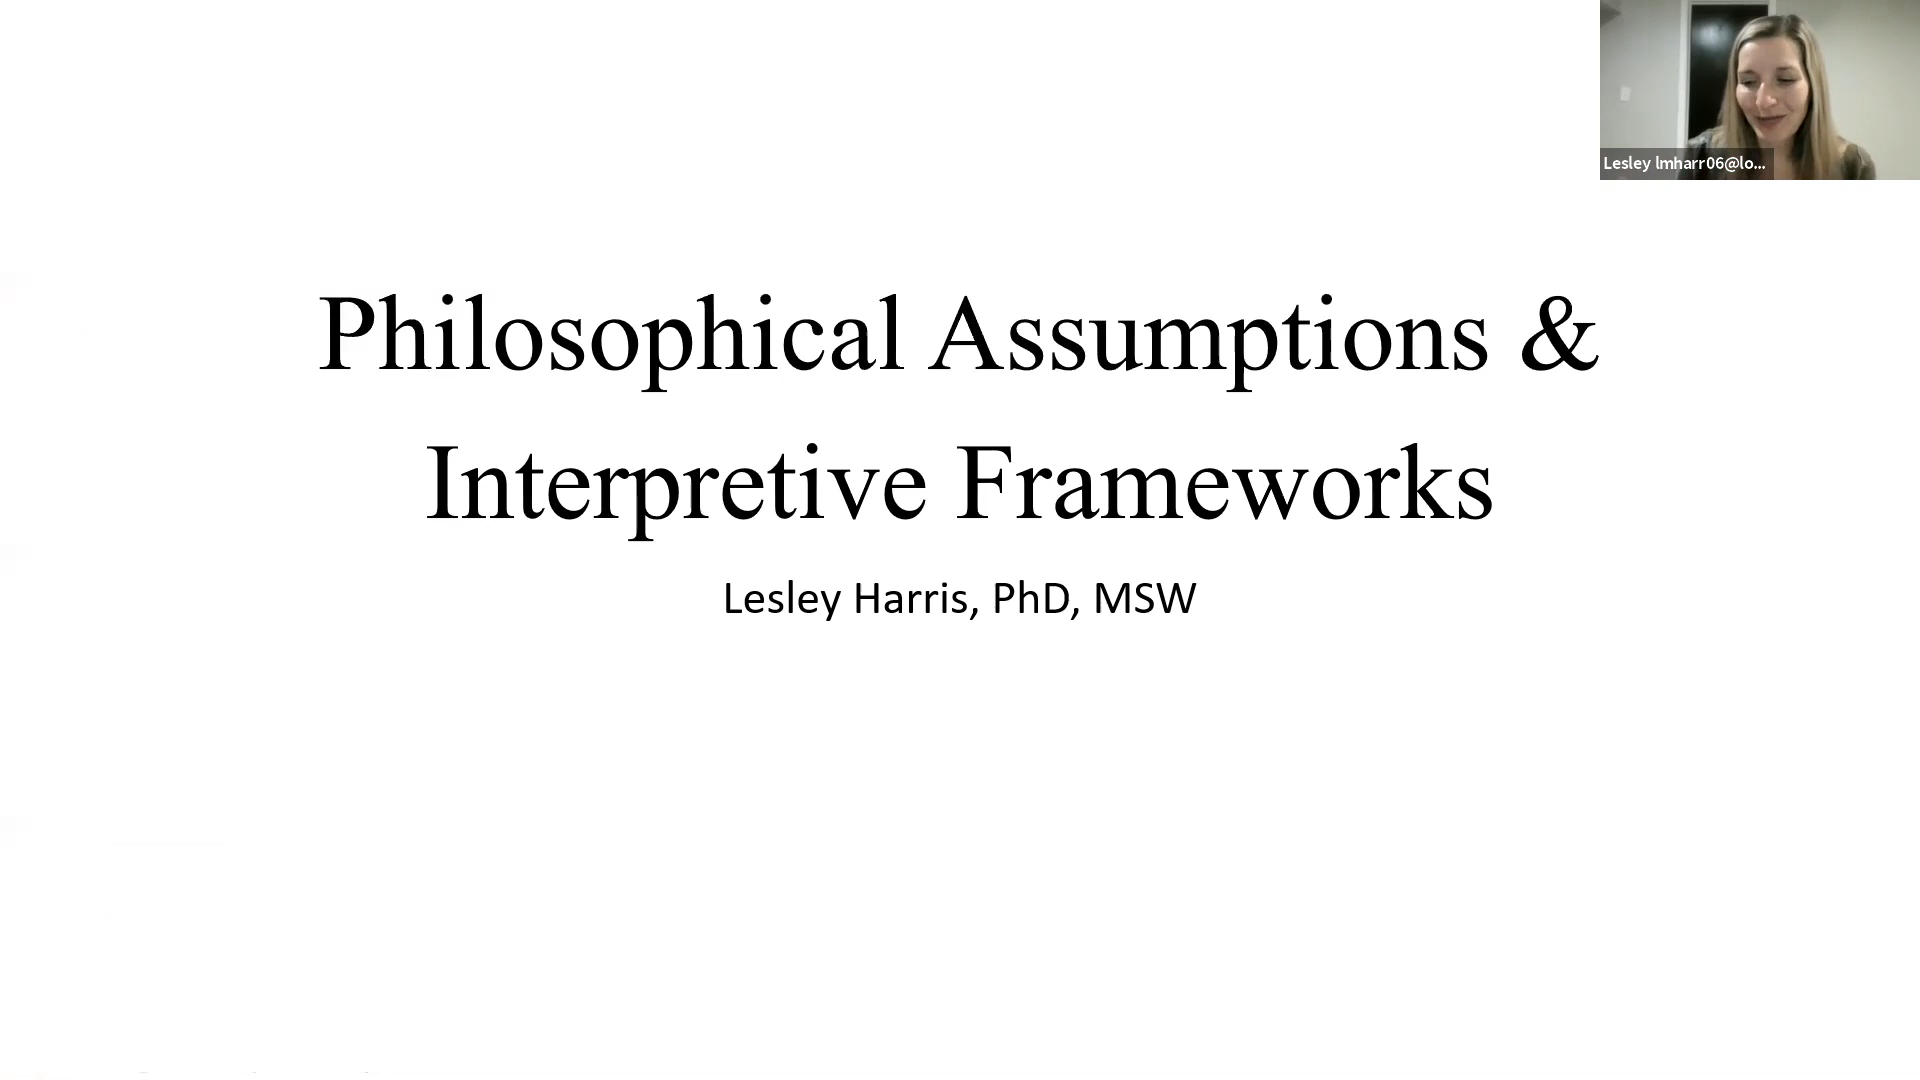 Lesley lmharr06@lo...
Philosophical Assumptions &
Interpretive Frameworks
Lesley Harris, PhD, MSW